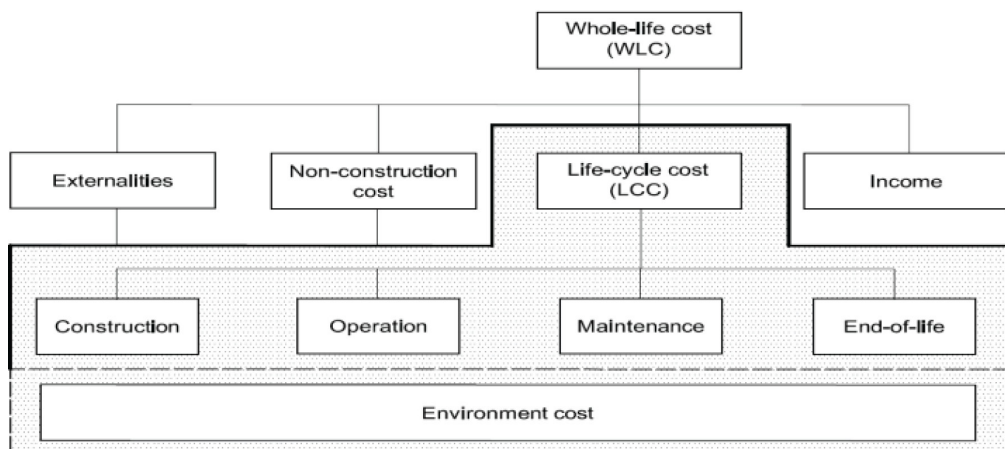 Whole-life cost
(WLC)
Externalities
Non-construction
cost
Life-cycle cost
(LCC)
Income
Construction
Operation
Maintenance
End-of-life
Environment cost